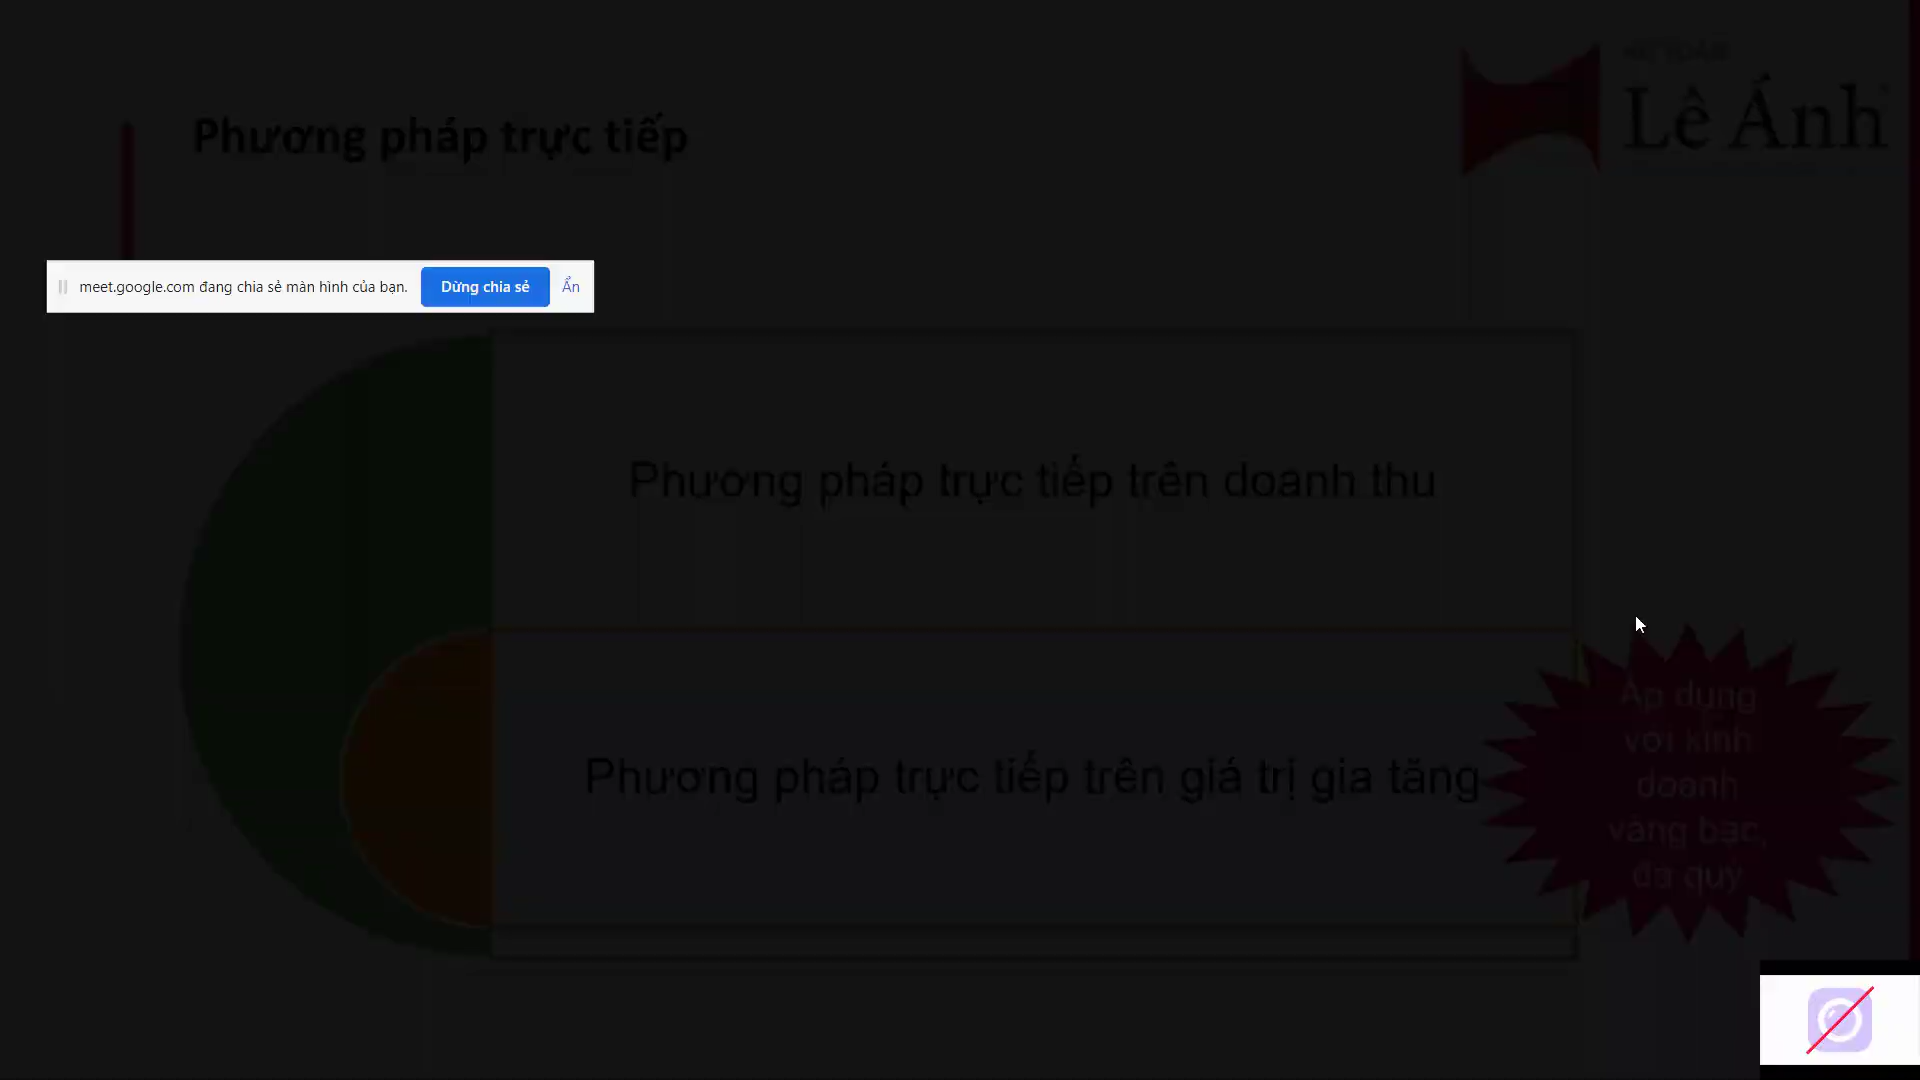 KẾ TOÁN
Lê Ánh
Phương pháp trực tiếp
meet.google.com đang chia sẻ màn hình của bạn. Dừng chia sẻ Ẩn
Phương pháp trực tiếp trên doanh thu
Phương pháp trực tiếp trên giá trị gia tăng
Áp dụng
với kinh
doanh
vàng bạc,
đá quý